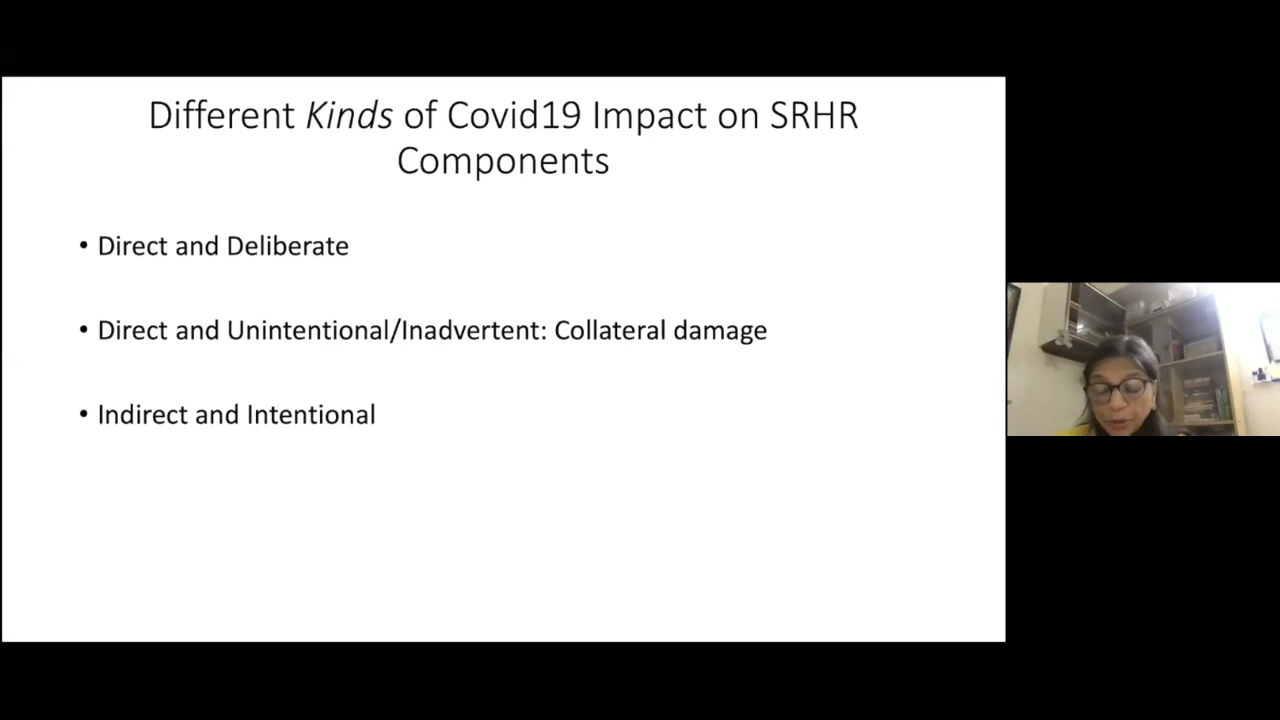 Different Kinds of Covid19 Impact on SRHR
Components
• Direct and Deliberate
• Direct and Unintentional/Inadvertent: Collateral damage
• Indirect and Intentional